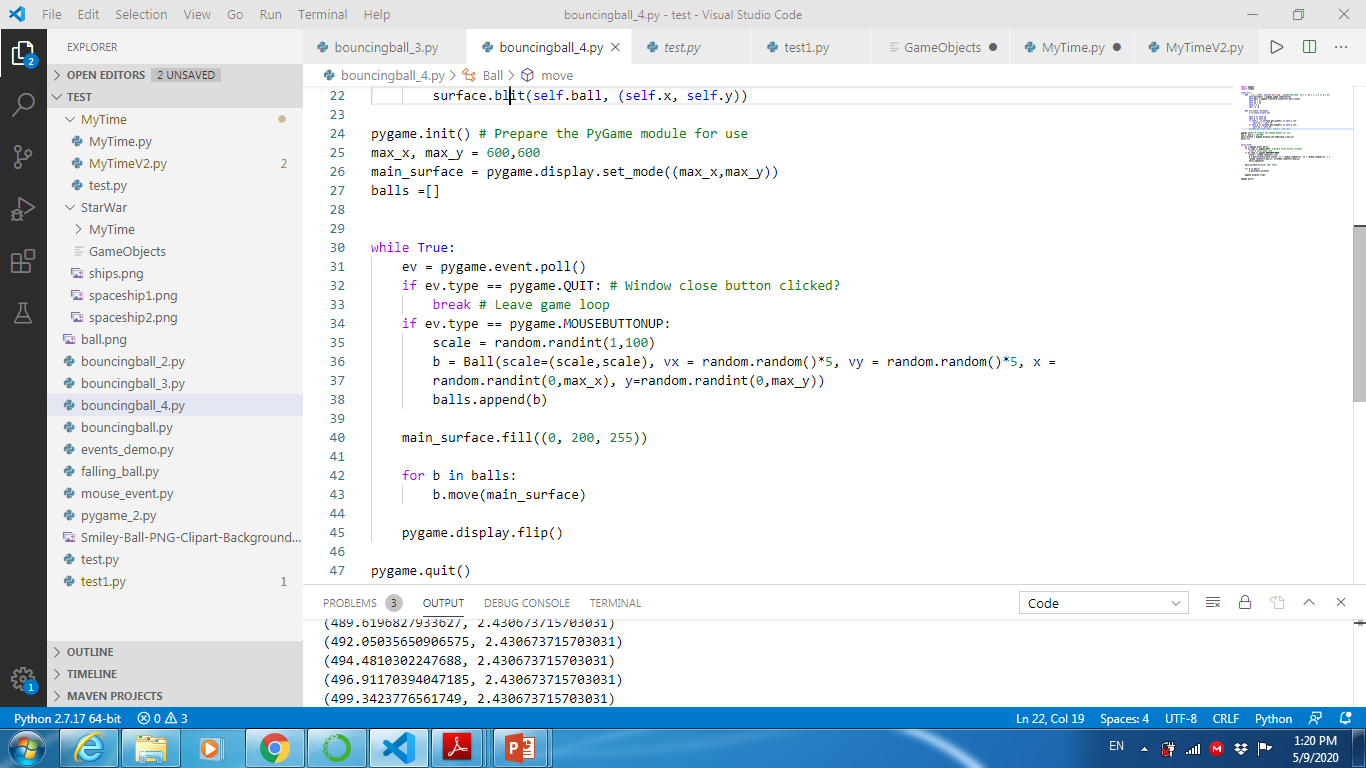 File Edit Selection View Go Run Terminal Help bouncingball_4.py - test - Visual Studio Code
EXPLORER
OPEN EDITORS 2 UNSAVED
TEST
MyTime
MyTime.py
MyTimeV2.py 2
test.py
StarWar
MyTime
GameObjects
ships.png
spaceship1.png
spaceship2.png
ball.png
bouncingball_2.py
bouncingball_3.py
bouncingball_4.py
bouncingball.py
events_demo.py
falling_ball.py
mouse_event.py
pygame_2.py
Smiley-Ball-PNG-Clipart-Background...
test.py
test1.py 1
OUTLINE
TIMELINE
MAVEN PROJECTS
2
1
bouncingball_3.py bouncingball_4.py test.py test1.py GameObjects MyTime.py MyTimeV2.py
bouncingball_4.py > Ball > move
22 surface.blit(self.ball, (self.x, self.y))
23
24 pygame.init() # Prepare the PyGame module for use
25 max_x, max_y = 600,600
26 main_surface = pygame.display.set_mode((max_x,max_y))
27 balls =[]
28
29
30 while True:
31 ev = pygame.event.poll()
32 if ev.type == pygame.QUIT: # Window close button clicked?
33 break # Leave game loop
34 if ev.type == pygame.MOUSEBUTTONUP:
35 scale = random.randint(1,100)
36 b = Ball(scale=(scale,scale), vx = random.random()*5, vy = random.random()*5, x =
37 random.randint(0,max_x), y=random.randint(0,max_y))
38 balls.append(b)
39
40 main_surface.fill((0, 200, 255))
41
42 for b in balls:
43 b.move(main_surface)
44
45 pygame.display.flip()
46
47 pygame.quit()
PROBLEMS 3 OUTPUT DEBUG CONSOLE TERMINAL Code
(489.6196827933627, 2.430673715703031)
(492.05035650906575, 2.430673715703031)
(494.4810302247688, 2.430673715703031)
(496.91170394047185, 2.430673715703031)
(499.3423776561749, 2.430673715703031)
Python 2.7.17 64-bit 0 3 Ln 22, Col 19 Spaces: 4 UTF-8 CRLF Python
EN 1:20 PM
5/9/2020